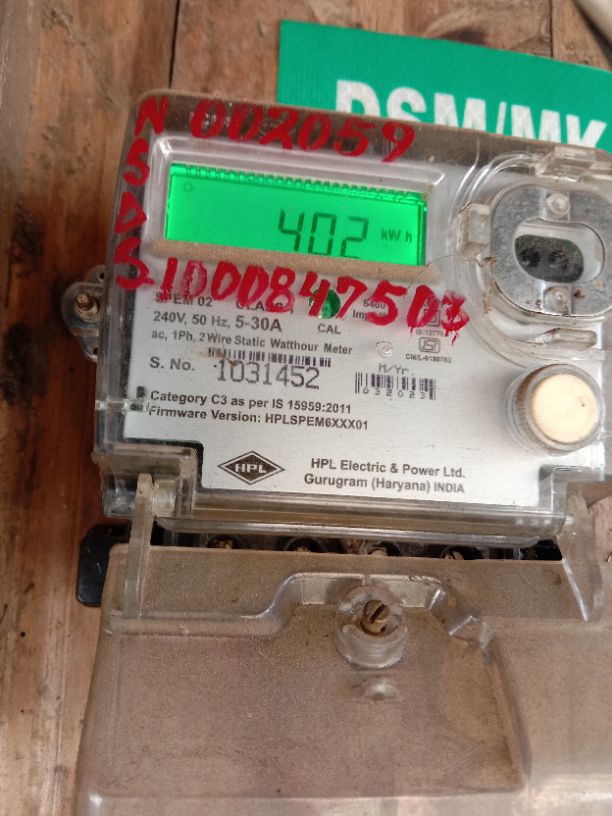 DSM/MK
N 002059
S
D
S 1000847503
402 kWh
SPEM 02
CAL
240V, 50 Hz, 5-30A
ac, 1Ph, 2 Wire Static Watthour Meter
S. No. 1031452
M/Yr.
032023
Category C3 as per IS 15959:2011
Firmware Version: HPLSPEM6XXX01
HPL
HPL Electric & Power Ltd.
Gurugram (Haryana) INDIA